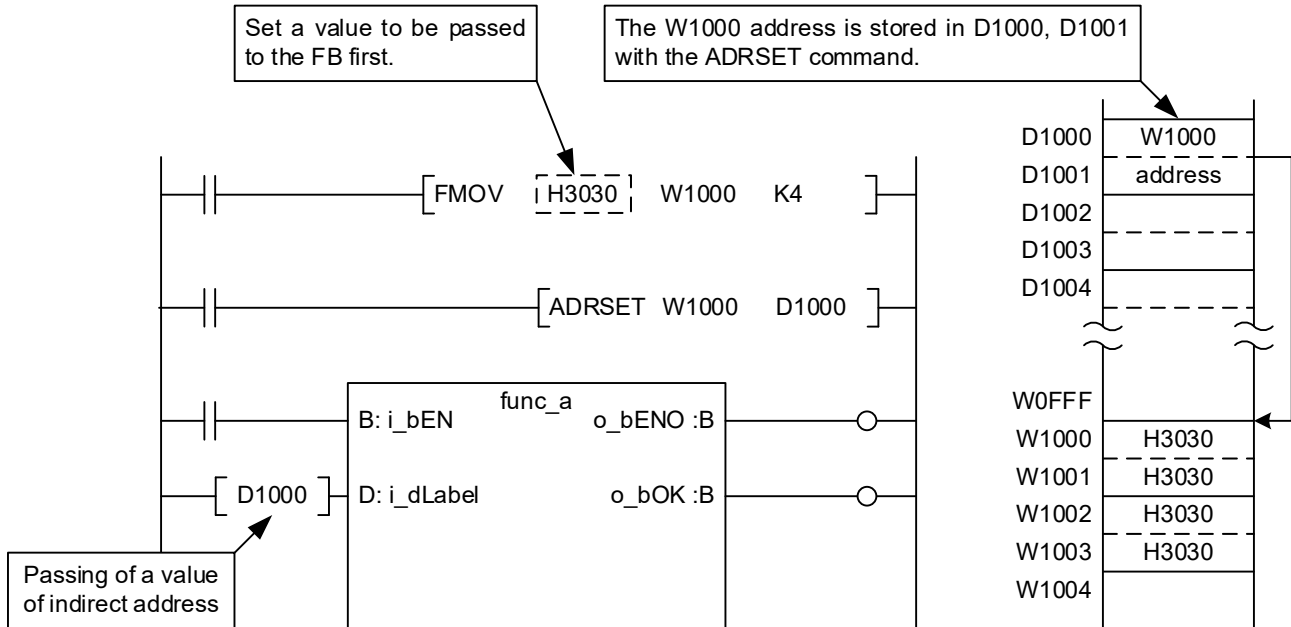 Set a value to be passed
to the FB first.
The W1000 address is stored in D1000, D1001
with the ADRSET command.
FMOV H3030 W1000 K4
ADRSET W1000 D1000
func_a
B: i_bEN o_bENO :B
D1000 D: i_dLabel o_bOK :B
Passing of a value
of indirect address
D1000 W1000
D1001 address
D1002
D1003
D1004
W0FFF
W1000 H3030
W1001 H3030
W1002 H3030
W1003 H3030
W1004